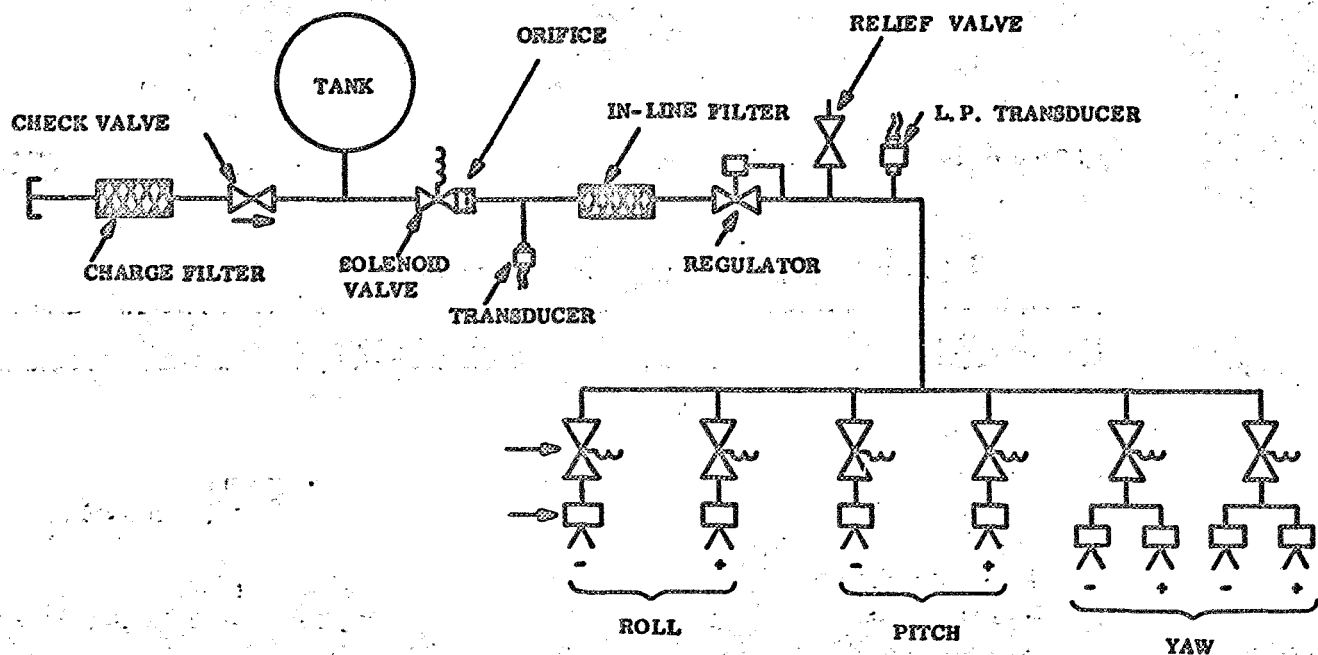 RELIEF VALVE
ORIFICE
TANK
IN-LINE FILTER
L.P. TRANSDUCER
CHECK VALVE
CHARGE FILTER
SOLENOID
VALVE
REGULATOR
TRANSDUCER
- + - + - + - +
ROLL
PITCH
YAW